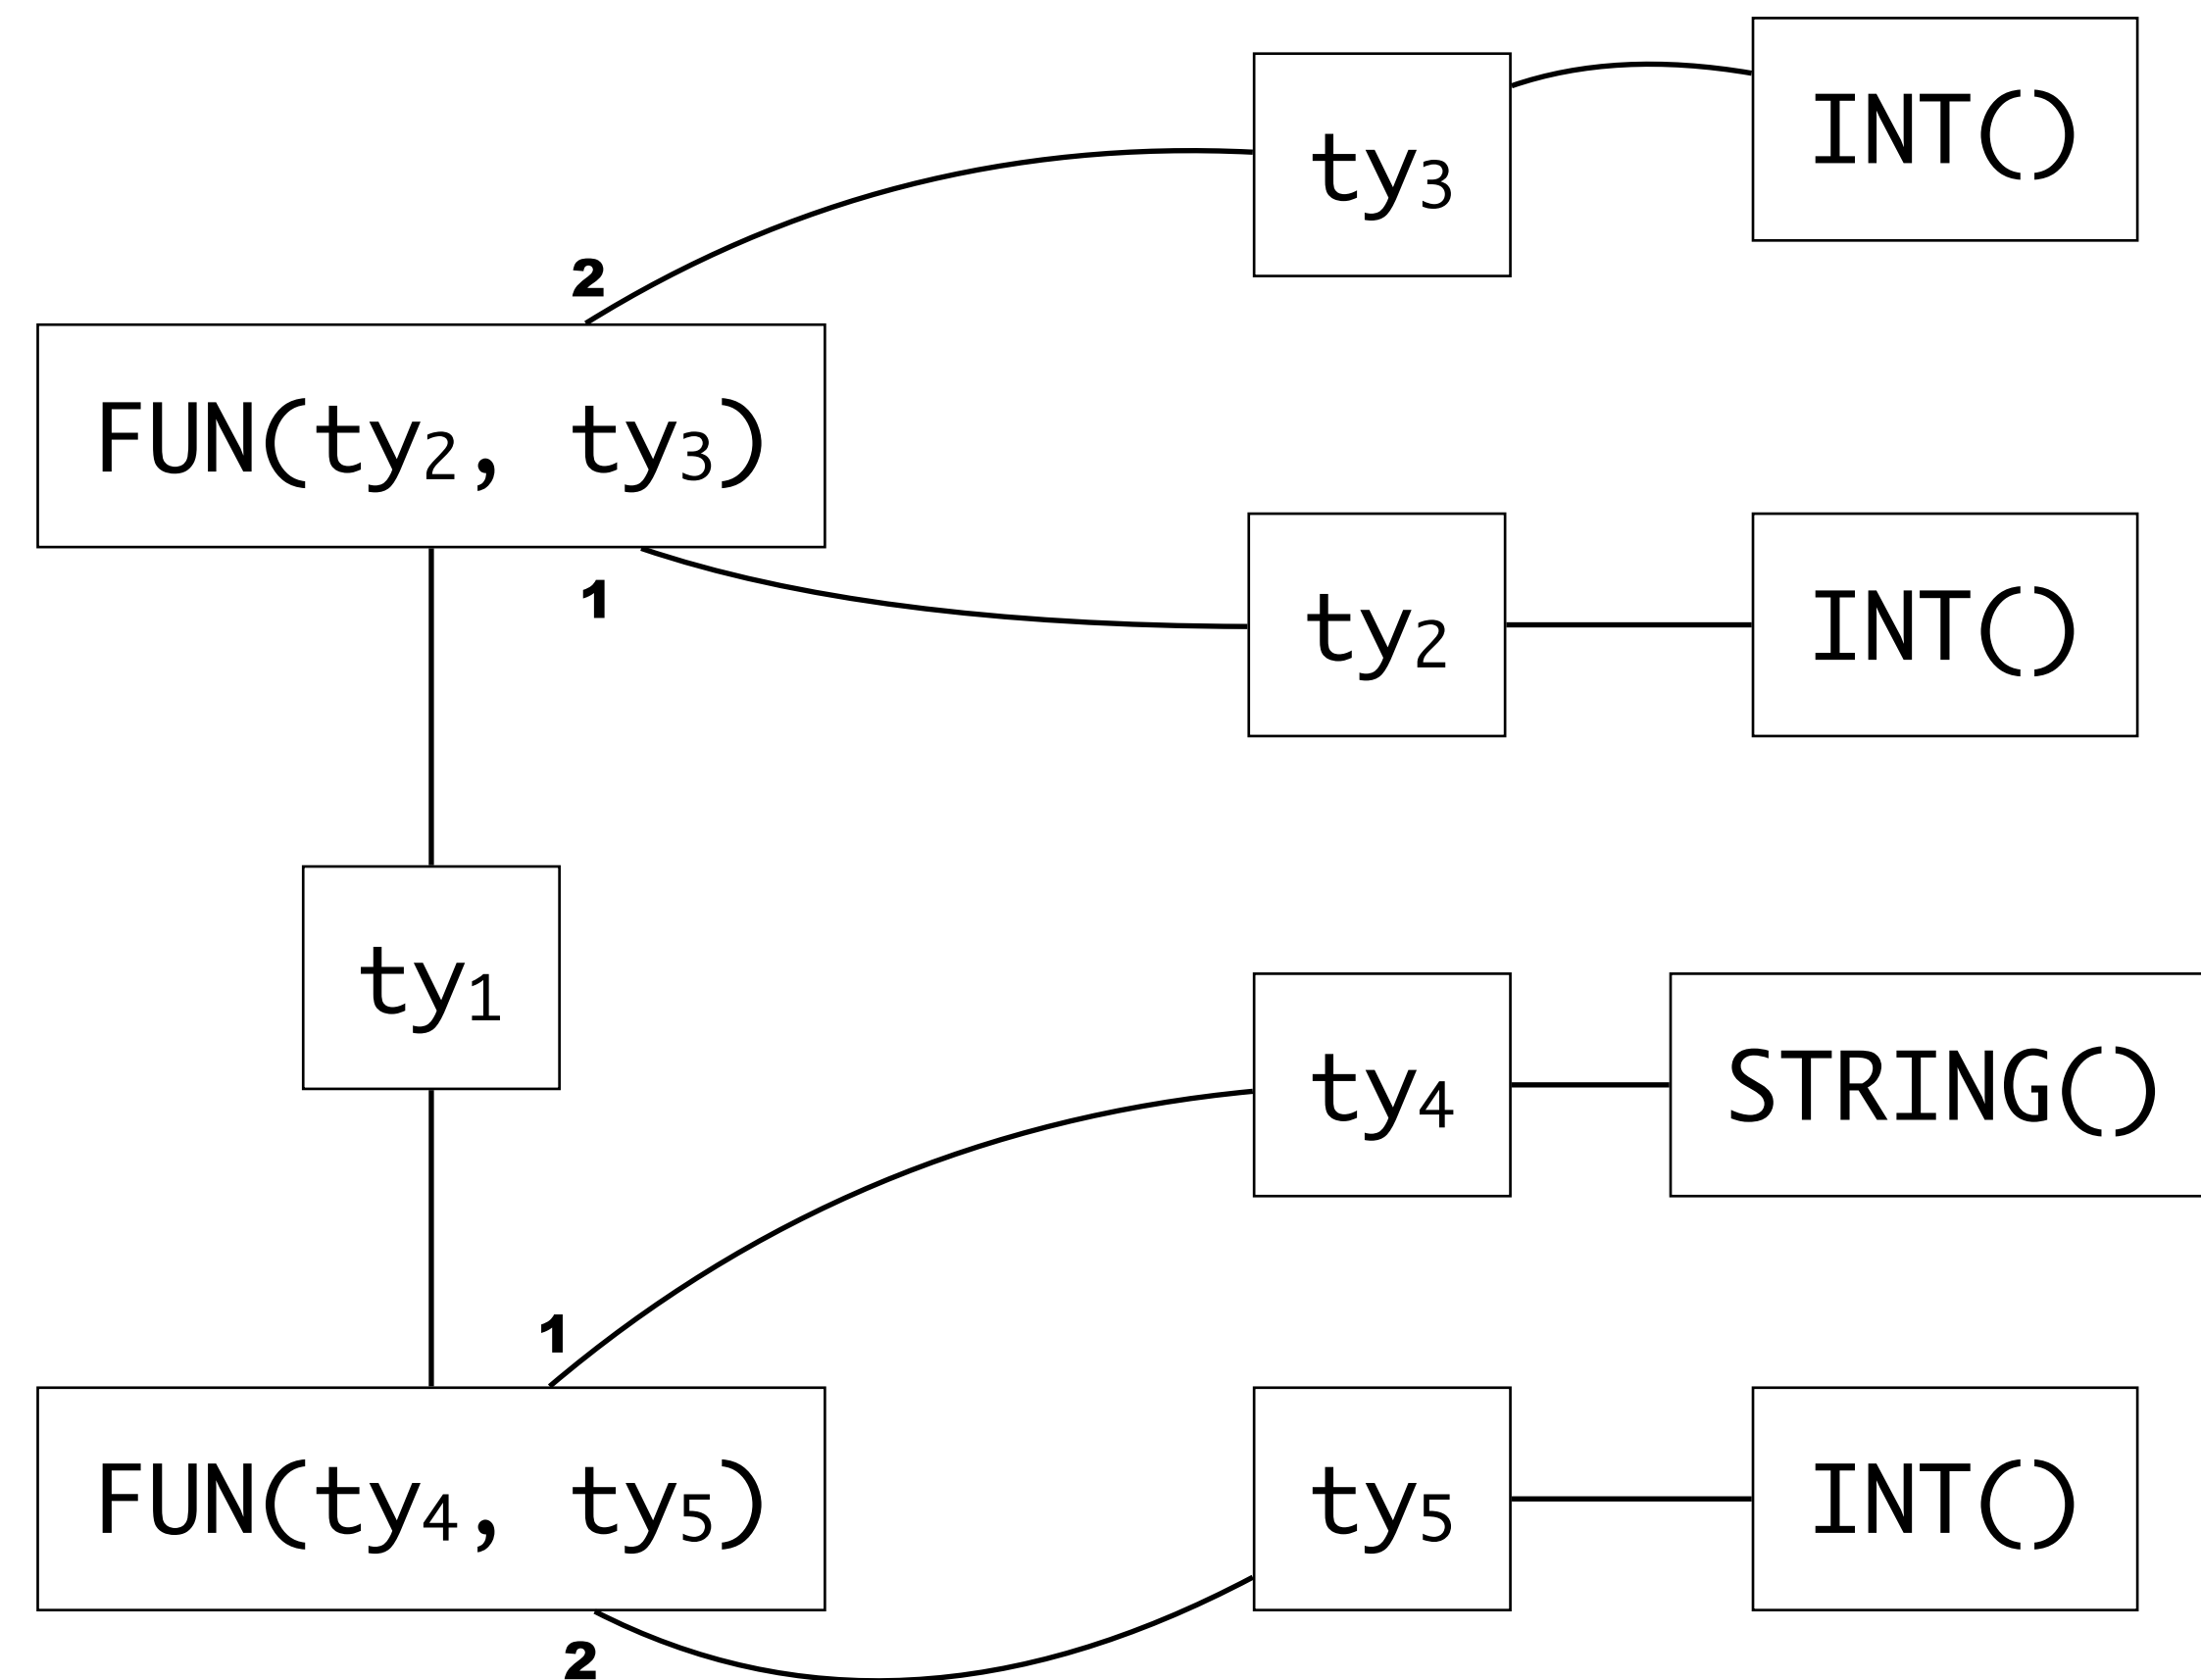 INT()
ty3
2
FUN(ty2, ty3)
1
ty2
INT()
ty1
ty4
STRING()
1
FUN(ty4, ty5)
ty5
INT()
2